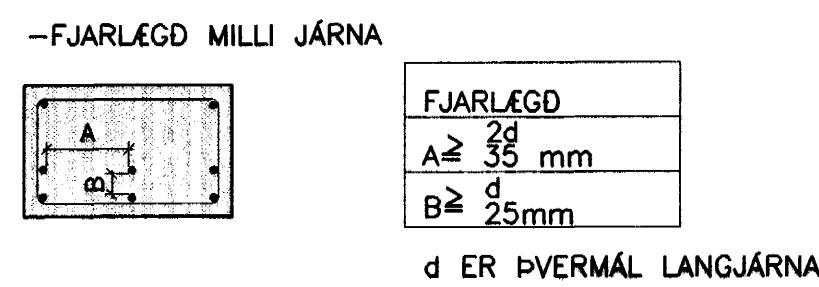 -FJARLÆGÐ MILLI JÁRNA
A
B
FJARLÆGÐ
A≧ 2d
35 mm
B≧ d
25mm
d ER ÞVERMÁL LANGJÁRNA